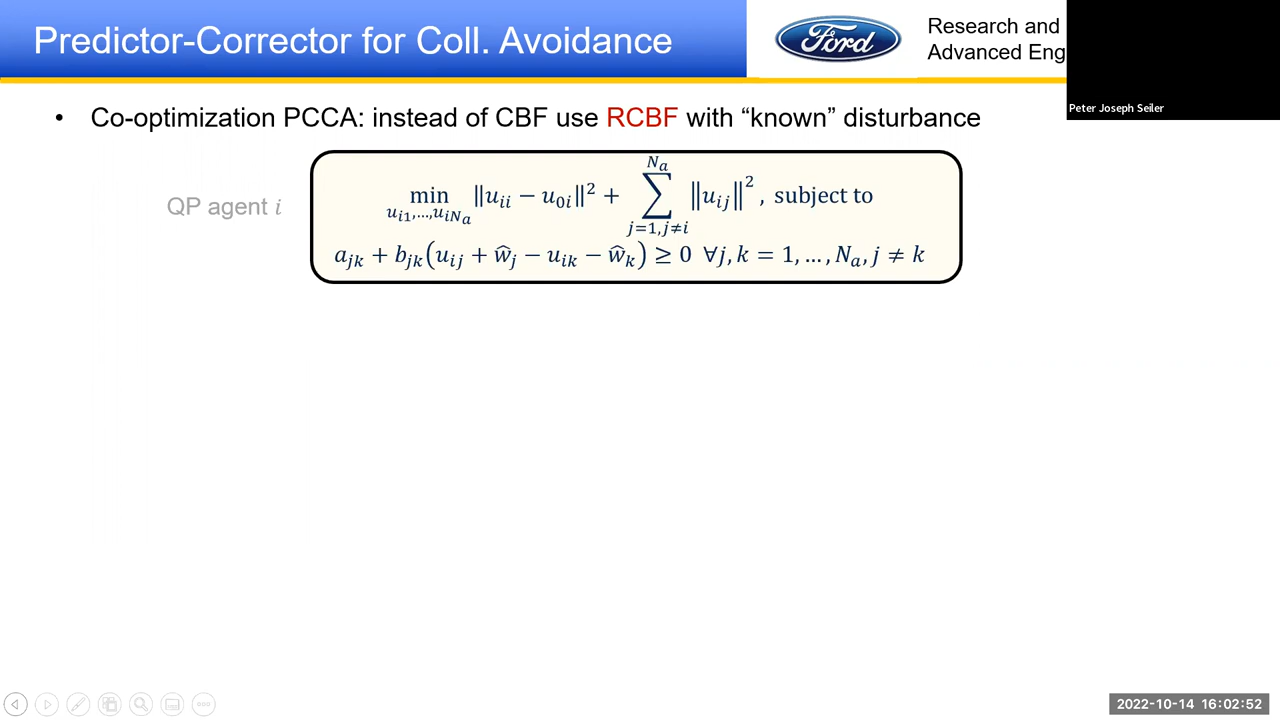 Predictor-Corrector for Coll. Avoidance
Ford
Research and
Advanced Eng
Peter Joseph Seiler
• Co-optimization PCCA: instead of CBF use RCBF with “known” disturbance
QP agent i
min_{u_{i1},…,u_{iN_a}} ‖u_{ii} − u_{0i}‖² + ∑_{j=1,j≠i}^{N_a} ‖u_{ij}‖², subject to
a_{jk} + b_{jk}(u_{ij} + ŵ_j − u_{ik} − ŵ_k) ≥ 0 ∀j, k = 1, … , N_a, j ≠ k
2022-10-14 16:02:52